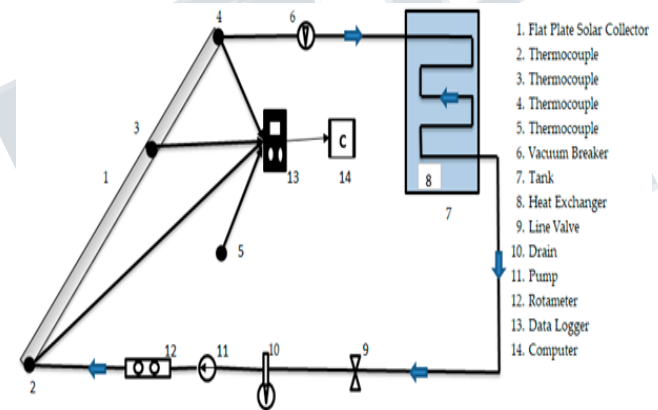 4
6
3
1
C
13
14
8
7
5
2
12
11
10
9
1. Flat Plate Solar Collector
2. Thermocouple
3. Thermocouple
4. Thermocouple
5. Thermocouple
6. Vacuum Breaker
7. Tank
8. Heat Exchanger
9. Line Valve
10. Drain
11. Pump
12. Rotameter
13. Data Logger
14. Computer